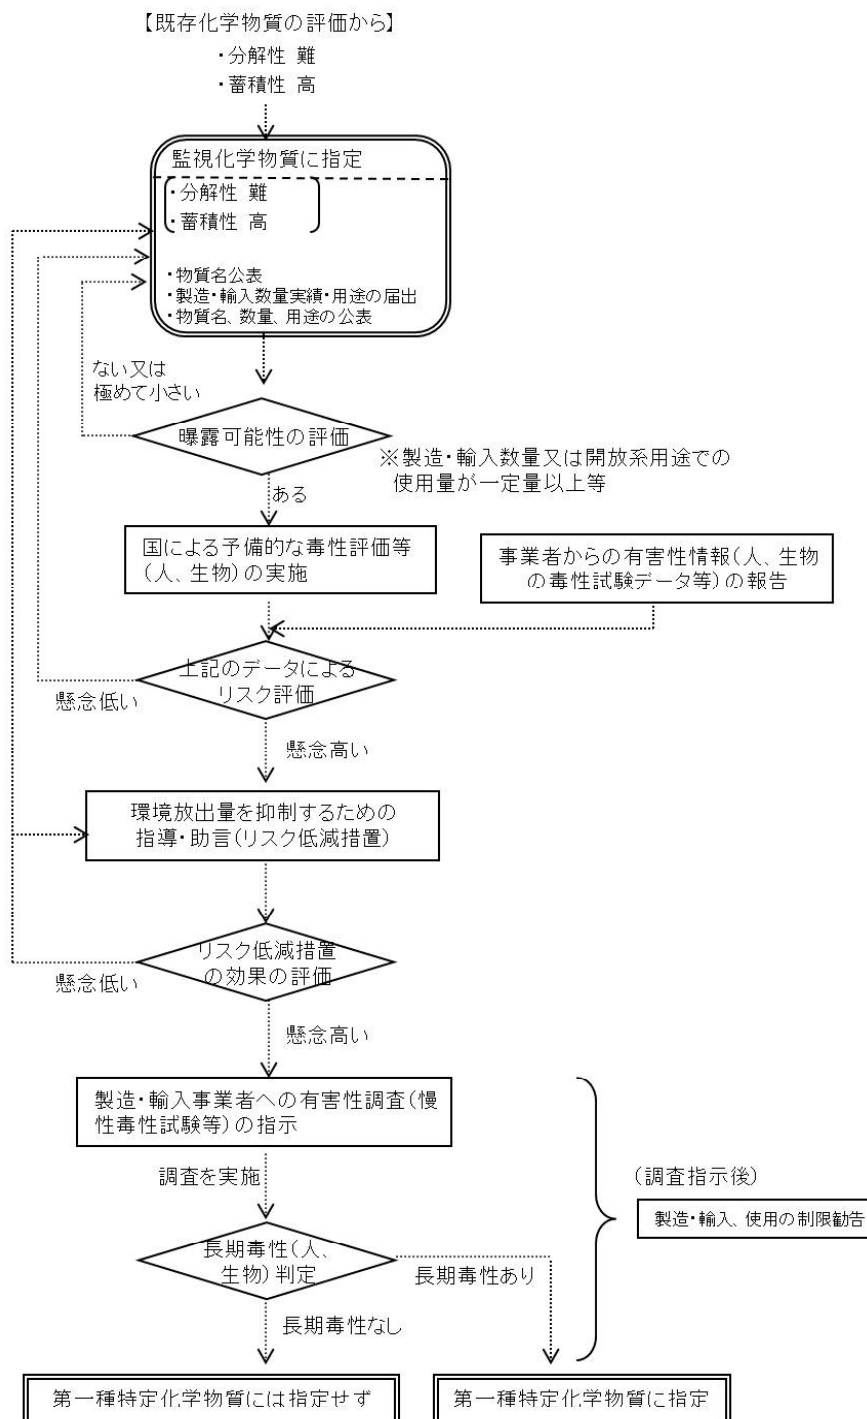 【既存化学物質の評価から】
・分解性 難
・蓄積性 高
監視化学物質に指定
・分解性 難
・蓄積性 高
・物質名公表
・製造・輸入数量実績・用途の届出
・物質名、数量、用途の公表
ない又は
極めて小さい
曝露可能性の評価
※製造・輸入数量又は開放系用途での
使用量が一定量以上等
ある
国による予備的な毒性評価等
(人、生物)の実施
事業者からの有害性情報(人、生物
の毒性試験データ等)の報告
上記のデータによる
リスク評価
懸念低い
懸念高い
環境放出量を抑制するための
指導・助言(リスク低減措置)
リスク低減措置
の効果の評価
懸念低い
懸念高い
製造・輸入事業者への有害性調査(慢
性毒性試験等)の指示
調査を実施
(調査指示後)
製造・輸入、使用の制限勧告
長期毒性(人、
生物)判定
長期毒性あり
長期毒性なし
第一種特定化学物質には指定せず
第一種特定化学物質に指定